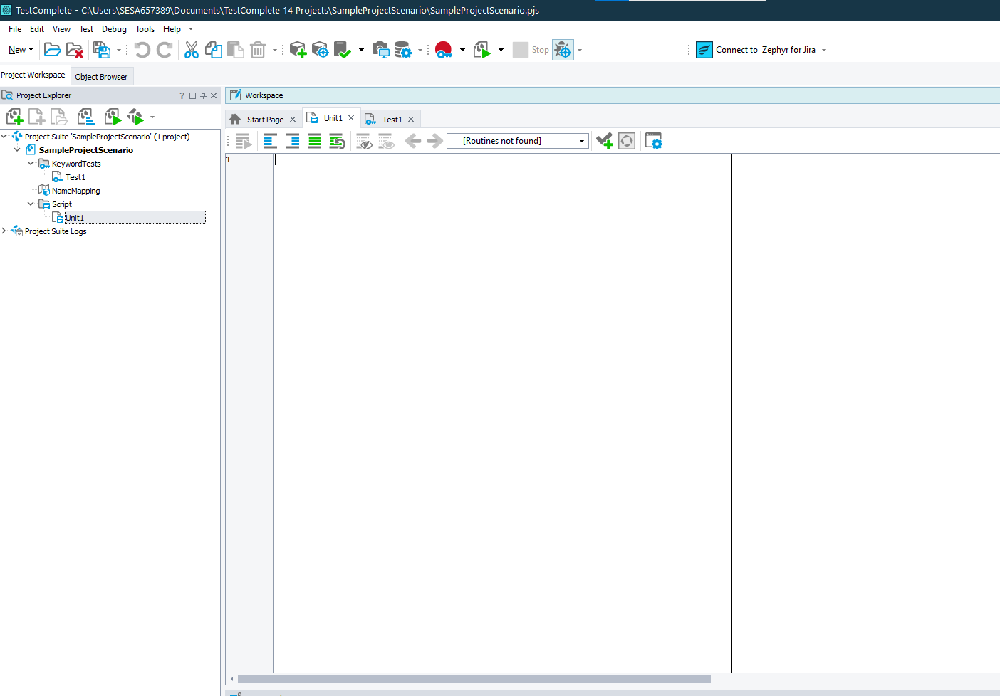 TestComplete - C:\Users\SESA657389\Documents\TestComplete 14 Projects\SampleProjectScenario\SampleProjectScenario.pjs
File Edit View Test Debug Tools Help
New Stop Connect to Zephyr for Jira
Project Workspace Object Browser
Project Explorer ?
Workspace
Start Page Unit1 Test1
[Routines not found]
Project Suite 'SampleProjectScenario' (1 project)
SampleProjectScenario
KeywordTests
Test1
NameMapping
Script
Unit1
Project Suite Logs
1